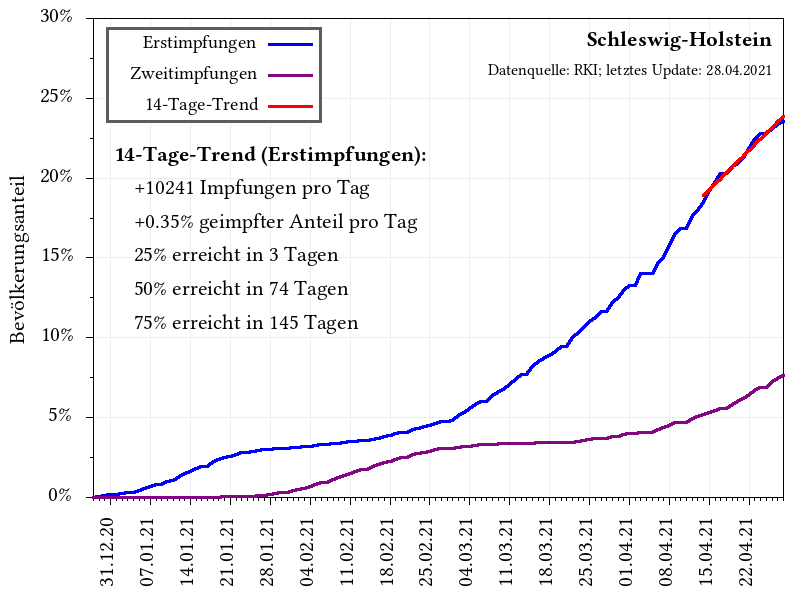 30%
25%
20%
15%
10%
5%
0%
Bevölkerungsanteil
Erstimpfungen
Zweitimpfungen
14-Tage-Trend
Schleswig-Holstein
Datenquelle: RKI; letztes Update: 28.04.2021
14-Tage-Trend (Erstimpfungen):
+10241 Impfungen pro Tag
+0.35% geimpfter Anteil pro Tag
25% erreicht in 3 Tagen
50% erreicht in 74 Tagen
75% erreicht in 145 Tagen
31.12.20
07.01.21
14.01.21
21.01.21
28.01.21
04.02.21
11.02.21
18.02.21
25.02.21
04.03.21
11.03.21
18.03.21
25.03.21
01.04.21
08.04.21
15.04.21
22.04.21